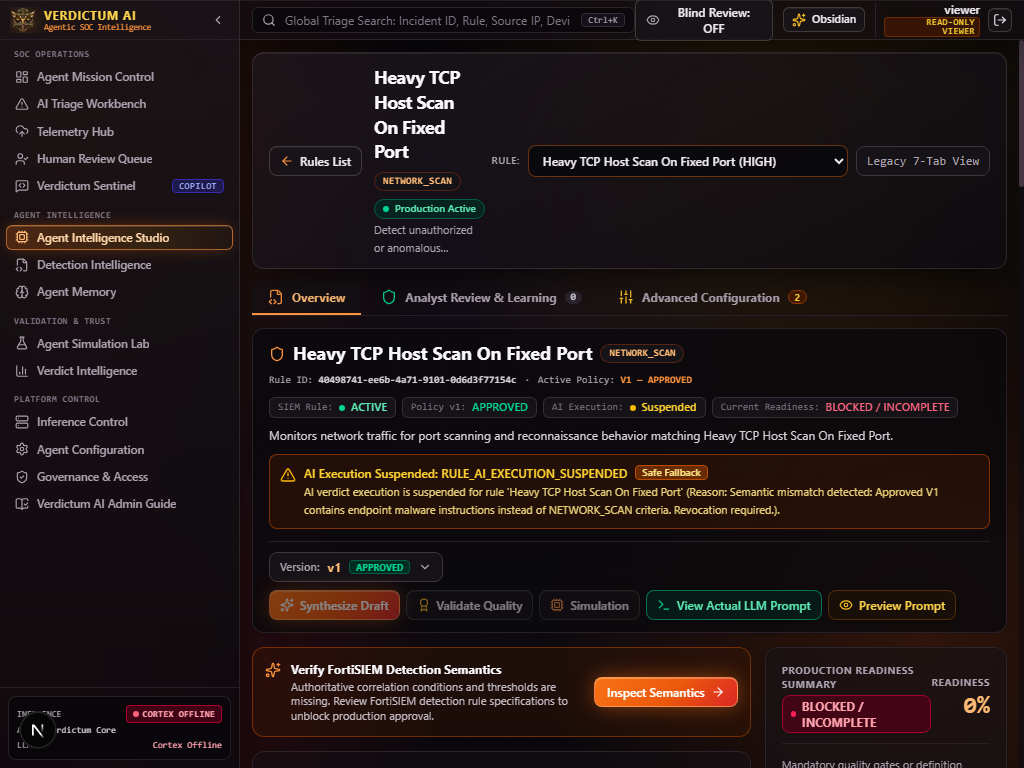 VERDICTUM AI
Agentic SOC Intelligence
Global Triage Search: Incident ID, Rule, Source IP, Devi
Ctrl+K
Blind Review:
OFF
Obsidian
viewer
READ-ONLY
VIEWER
SOC OPERATIONS
Agent Mission Control
AI Triage Workbench
Telemetry Hub
Human Review Queue
Verdictum Sentinel
COPILOT
AGENT INTELLIGENCE
Agent Intelligence Studio
Detection Intelligence
Agent Memory
VALIDATION & TRUST
Agent Simulation Lab
Verdict Intelligence
PLATFORM CONTROL
Inference Control
Agent Configuration
Governance & Access
Verdictum AI Admin Guide
CORTEX OFFLINE
rdictum Core
Cortex Offline
N
Rules List
Heavy TCP
Host Scan
On Fixed
Port
NETWORK_SCAN
Production Active
Detect unauthorized
or anomalous...
RULE:
Heavy TCP Host Scan On Fixed Port (HIGH)
Legacy 7-Tab View
Overview
Analyst Review & Learning 0
Advanced Configuration 2
Heavy TCP Host Scan On Fixed Port
NETWORK_SCAN
Rule ID: 40498741-ee6b-4a71-9101-0d6d3f77154c · Active Policy: V1 — APPROVED
SIEM Rule: ACTIVE
Policy v1: APPROVED
AI Execution: Suspended
Current Readiness: BLOCKED / INCOMPLETE
Monitors network traffic for port scanning and reconnaissance behavior matching Heavy TCP Host Scan On Fixed Port.
AI Execution Suspended: RULE_AI_EXECUTION_SUSPENDED
Safe Fallback
AI verdict execution is suspended for rule 'Heavy TCP Host Scan On Fixed Port' (Reason: Semantic mismatch detected: Approved V1
contains endpoint malware instructions instead of NETWORK_SCAN criteria. Revocation required.).
Version: v1 APPROVED
Synthesize Draft
Validate Quality
Simulation
View Actual LLM Prompt
Preview Prompt
Verify FortiSIEM Detection Semantics
Authoritative correlation conditions and thresholds are
missing. Review FortiSIEM detection rule specifications to
unblock production approval.
Inspect Semantics
PRODUCTION READINESS
SUMMARY
BLOCKED /
INCOMPLETE
READINESS
0%
Mandatory quality gates or definition